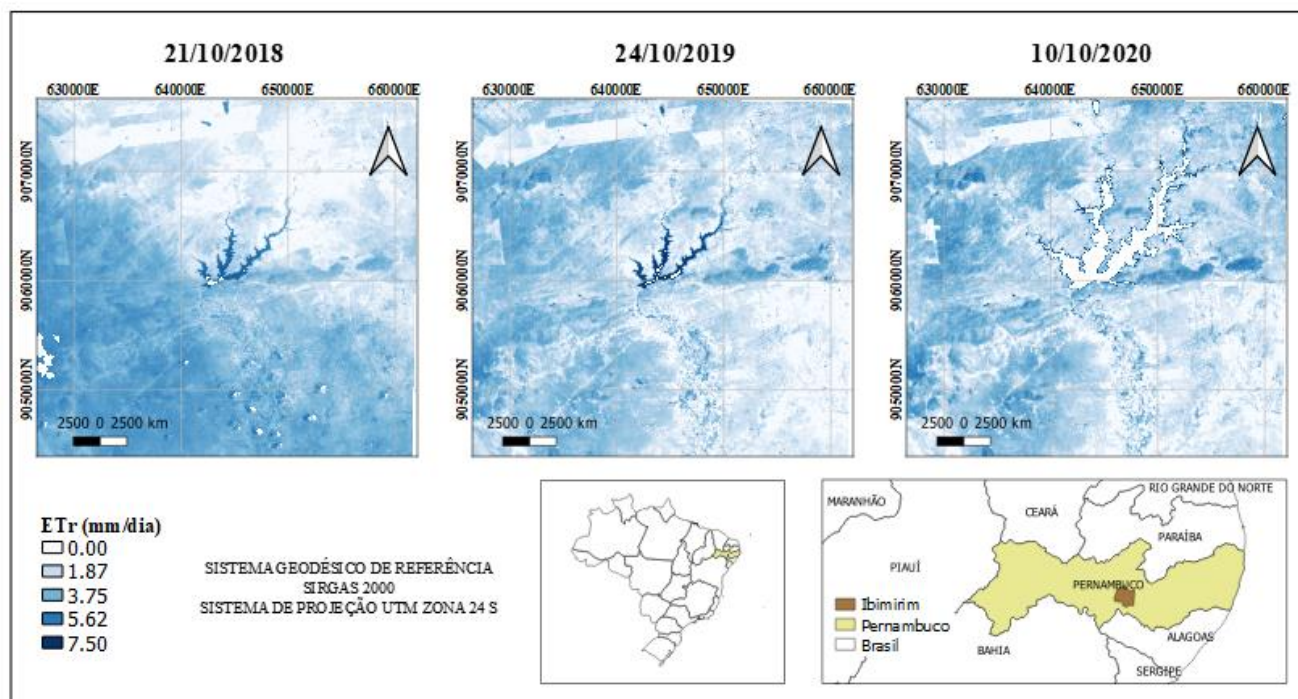 21/10/2018
24/10/2019
10/10/2020
630000E 640000E 650000E 660000E
630000E 640000E 650000E 660000E
630000E 640000E 650000E 660000E
9070000N
9060000N
9050000N
9070000N
9060000N
9050000N
9070000N
9060000N
9050000N
2500 0 2500 km
2500 0 2500 km
2500 0 2500 km
ETr (mm/dia)
0.00
1.87
3.75
5.62
7.50
SISTEMA GEODÉSICO DE REFERÊNCIA
SIRGAS 2000
SISTEMA DE PROJEÇÃO UTM ZONA 24 S
MARANHÃO
RIO GRANDE DO NORTE
CEARÁ
PARAÍBA
PIAUÍ
PERNAMBUCO
Ibimirim
Pernambuco
Brasil
ALAGOAS
BAHIA
SERGIPE